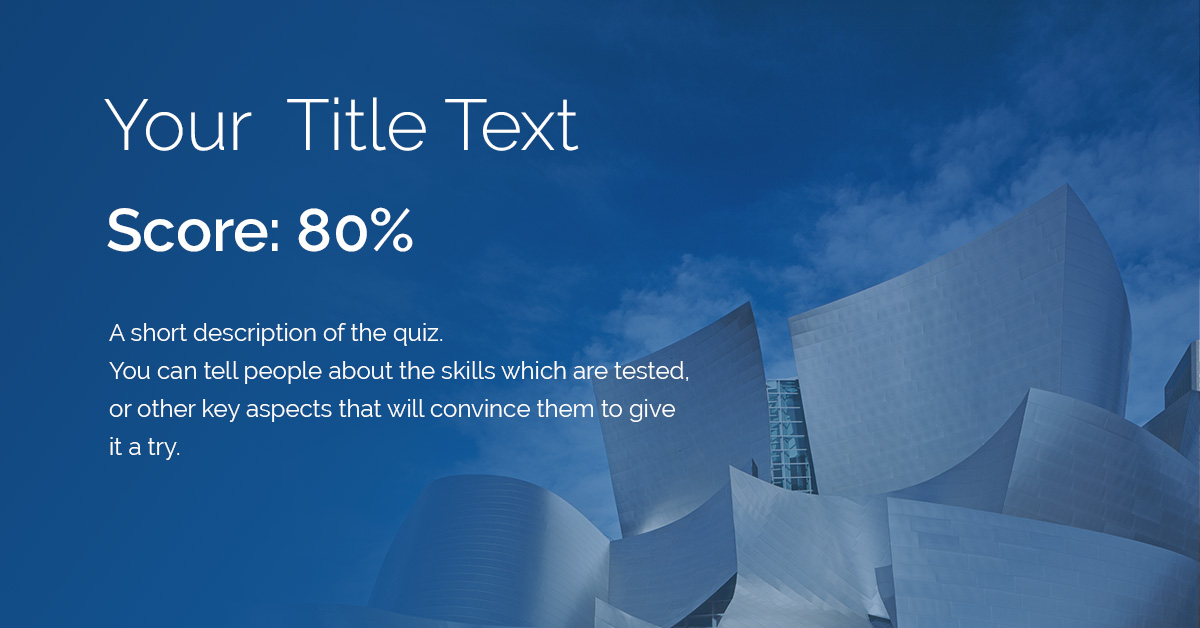 Your Title Text
Score: 80%
A short description of the quiz.
You can tell people about the skills which are tested,
or other key aspects that will convince them to give
it a try.